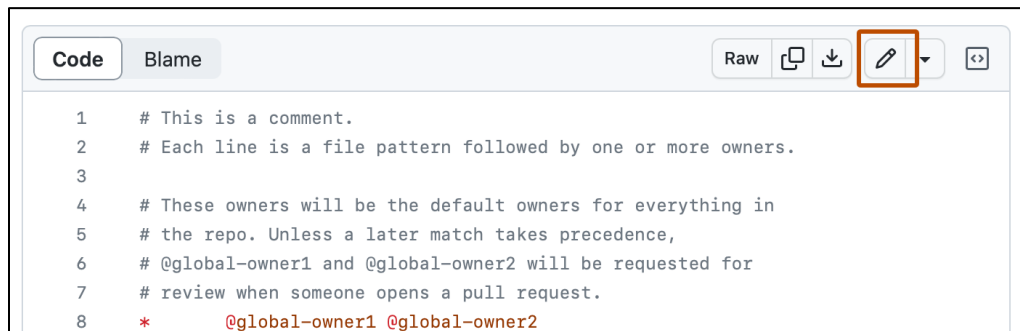 Code Blame Raw
1 # This is a comment.
2 # Each line is a file pattern followed by one or more owners.
3
4 # These owners will be the default owners for everything in
5 # the repo. Unless a later match takes precedence,
6 # @global-owner1 and @global-owner2 will be requested for
7 # review when someone opens a pull request.
8 * @global-owner1 @global-owner2